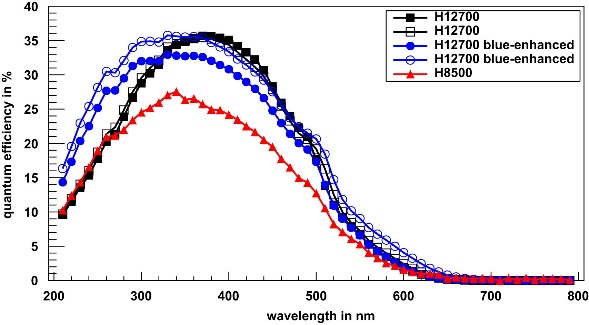 40
35
30
25
20
15
10
5
0
quantum efficiency in %
H12700
H12700
H12700 blue-enhanced
H12700 blue-enhanced
H8500
200 300 400 500 600 700 800
wavelength in nm